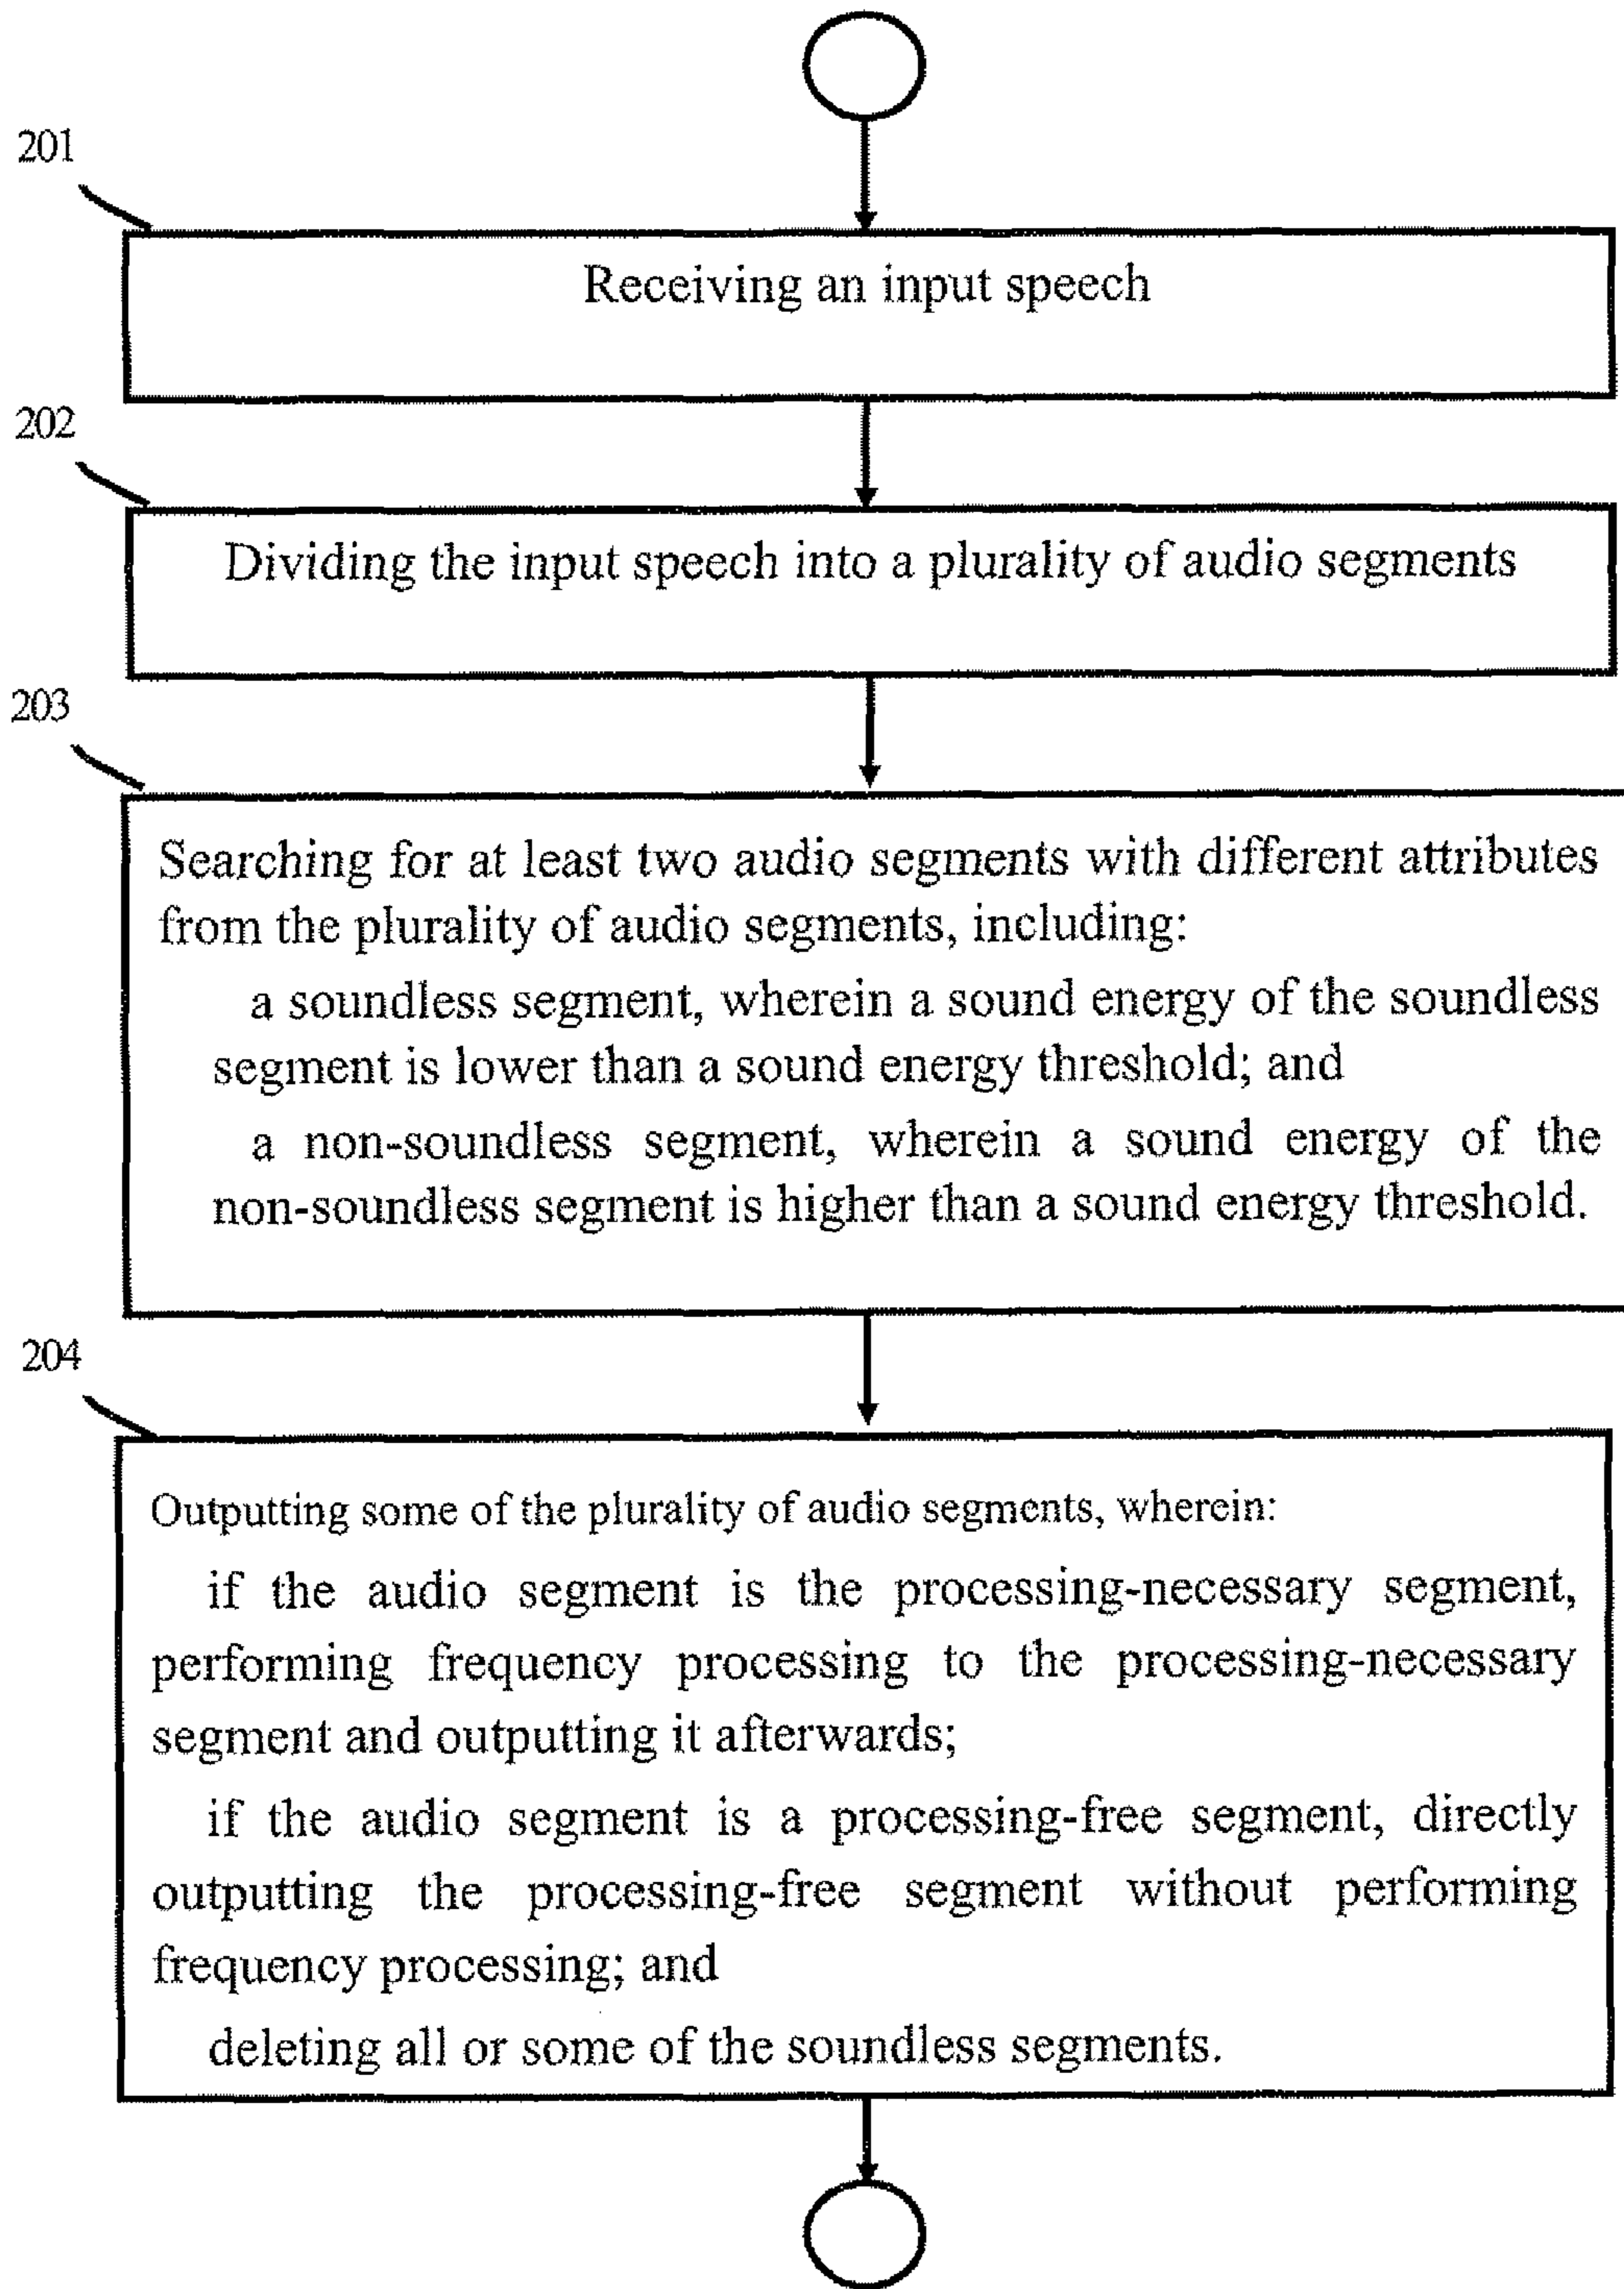 201
Receiving an input speech
202
Dividing the input speech into a plurality of audio segments
203
Searching for at least two audio segments with different attributes
from the plurality of audio segments, including:
a soundless segment, wherein a sound energy of the soundless
segment is lower than a sound energy threshold; and
a non-soundless segment, wherein a sound energy of the
non-soundless segment is higher than a sound energy threshold.
204
Outputting some of the plurality of audio segments, wherein:
if the audio segment is the processing-necessary segment,
performing frequency processing to the processing-necessary
segment and outputting it afterwards;
if the audio segment is a processing-free segment, directly
outputting the processing-free segment without performing
frequency processing; and
deleting all or some of the soundless segments.